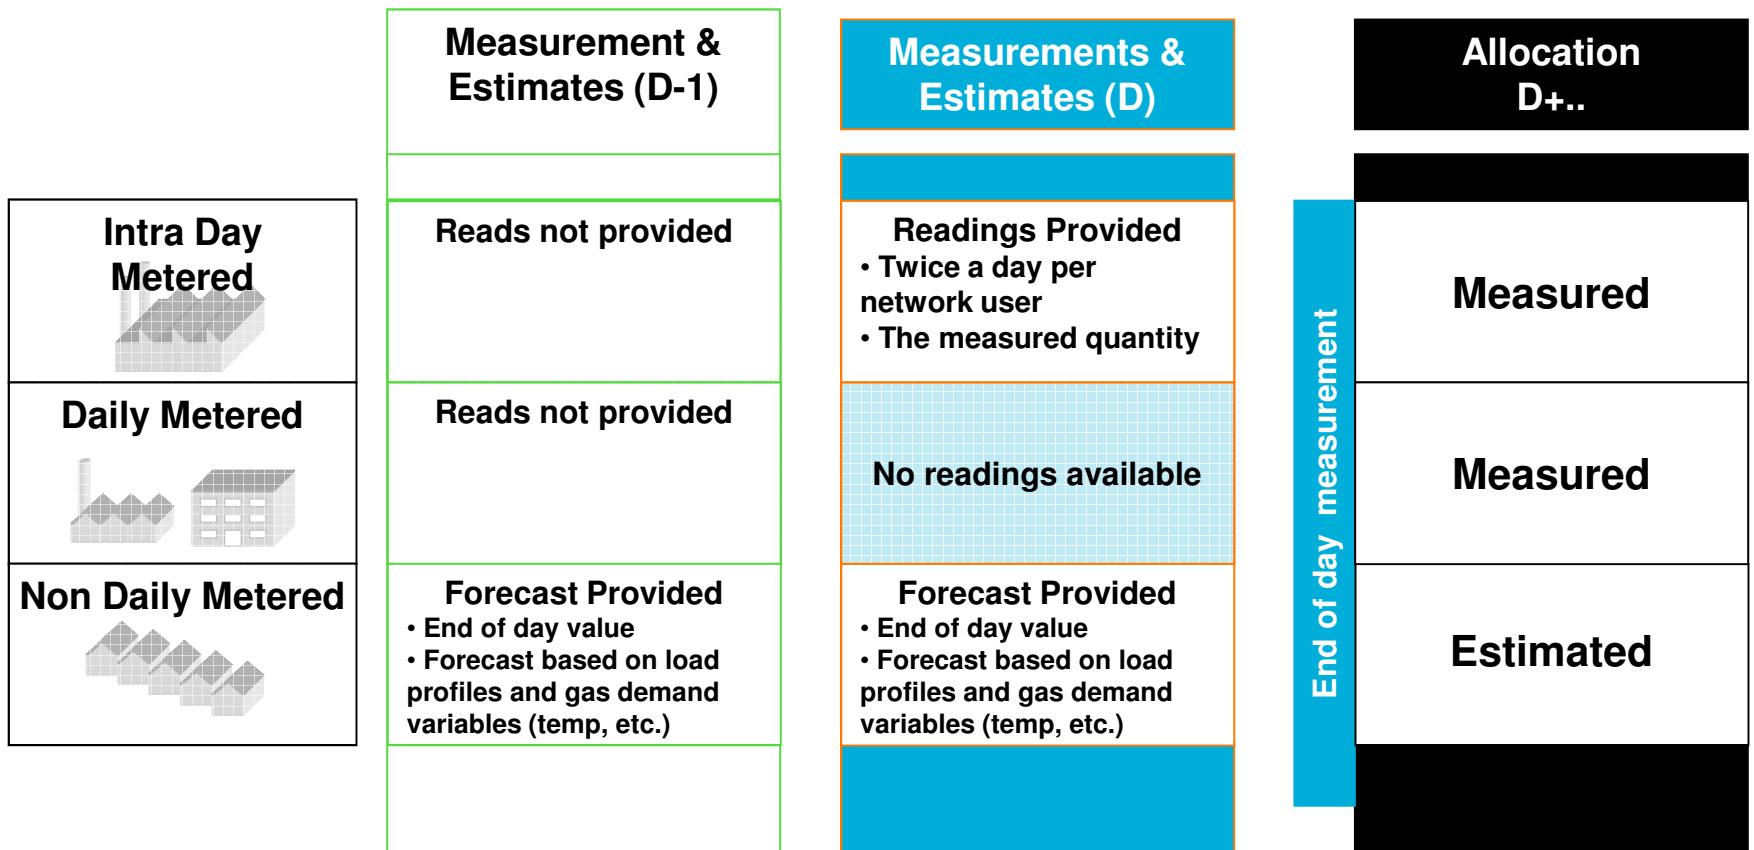 Measurement &
Estimates (D-1)
Measurements &
Estimates (D)
Allocation
D+..
Intra Day
Metered
Reads not provided
Readings Provided
• Twice a day per
network user
• The measured quantity
Measured
Daily Metered
Reads not provided
No readings available
Measured
Non Daily Metered
Forecast Provided
• End of day value
• Forecast based on load
profiles and gas demand
variables (temp, etc.)
Forecast Provided
• End of day value
• Forecast based on load
profiles and gas demand
variables (temp, etc.)
Estimated
End of day measurement